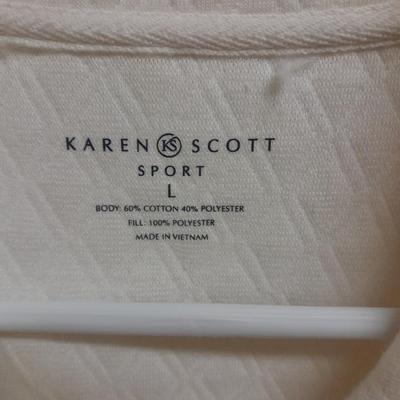 KAREN KS SCOTT
SPORT
L
BODY: 60% COTTON 40% POLYESTER
FILL: 100% POLYESTER
MADE IN VIETNAM